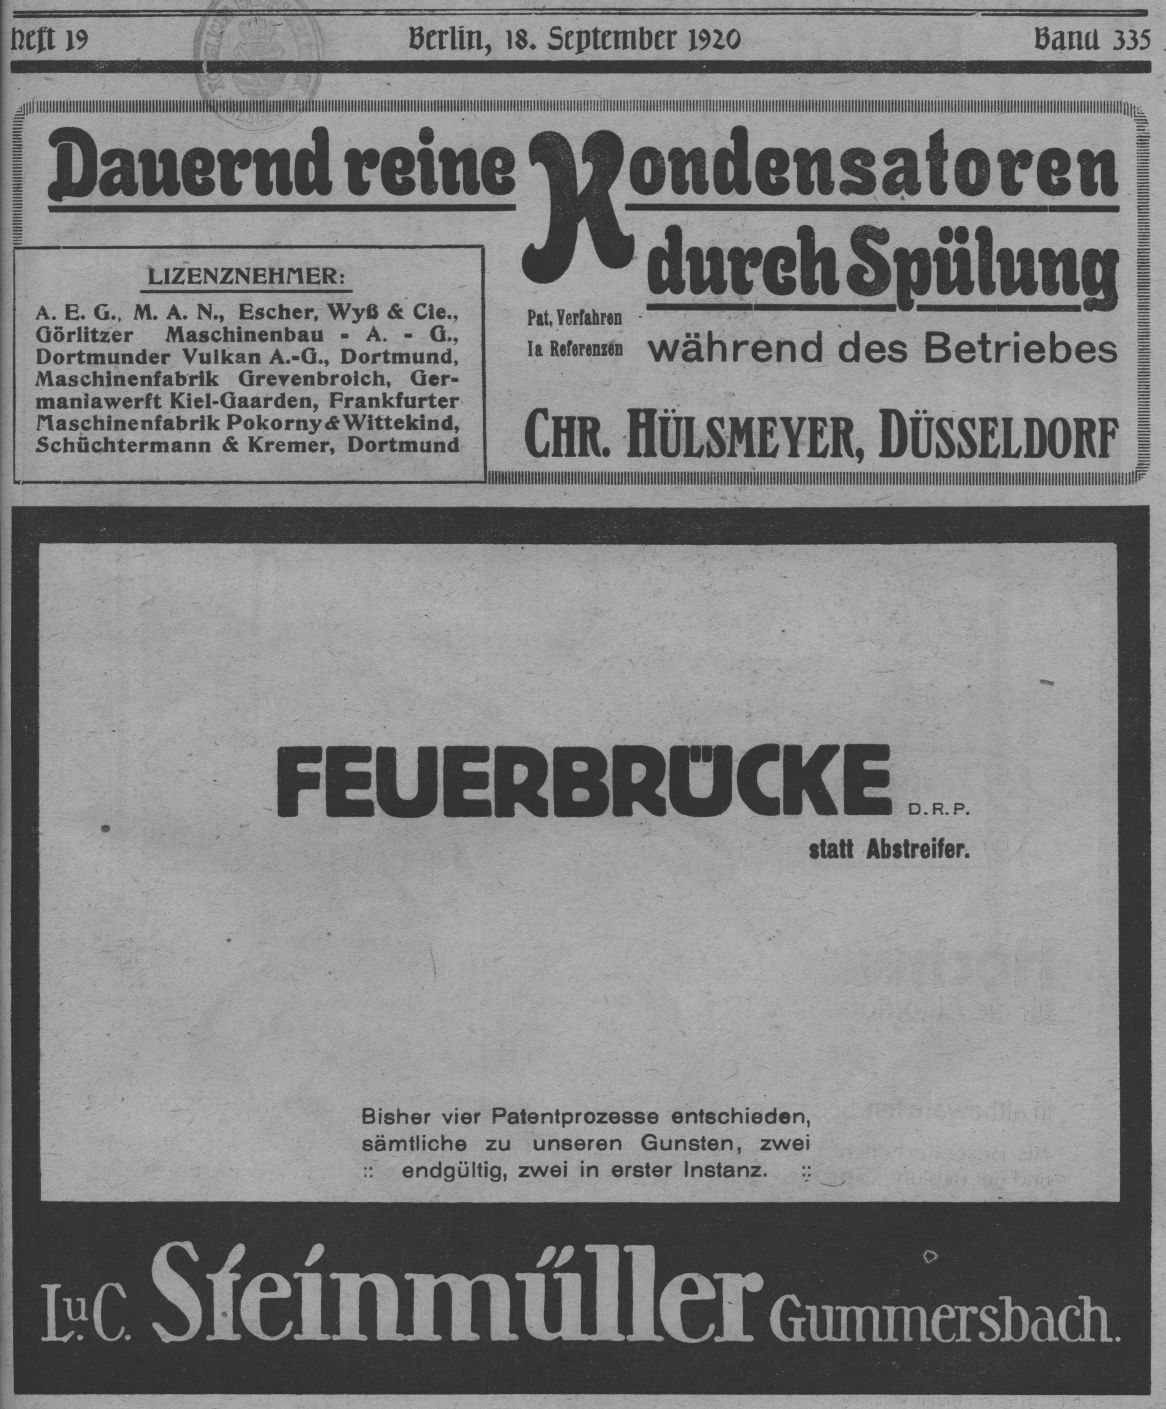 Heft 19 Berlin, 18. September 1920 Band 335
Dauernd reine Kondensatoren
durch Spülung
LIZENZNEHMER:
A. E. G., M. A. N., Escher, Wyß & Cie.,
Görlitzer Maschinenbau - A. - G.,
Dortmunder Vulkan A.-G., Dortmund,
Maschinenfabrik Grevenbroich, Ger-
maniawerft Kiel-Gaarden, Frankfurter
Maschinenfabrik Pokorny & Wittekind,
Schüchtermann & Kremer, Dortmund
Pat. Verfahren
Ia Referenzen
während des Betriebes
CHR. HÜLSMEYER, DÜSSELDORF
FEUERBRÜCKE D.R.P.
statt Abstreifer.
Bisher vier Patentprozesse entschieden,
sämtliche zu unseren Gunsten, zwei
:: endgültig, zwei in erster Instanz. ::
L.u.C. Steinmüller Gummersbach.